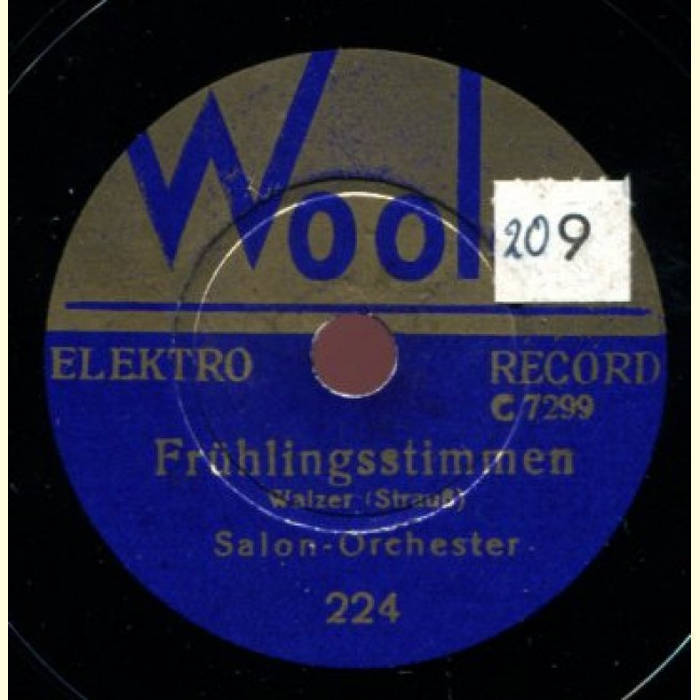 Wool
209
ELEKTRO RECORD
C 7299
Frühlingsstimmen
Walzer (Strauß)
Salon-Orchester
224